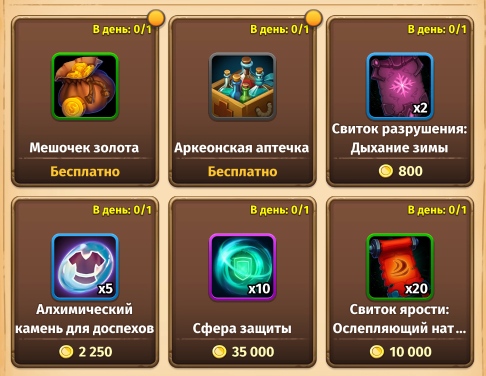 В день: 0/1
В день: 0/1
В день: 0/1
x2
Мешочек золота
Аркеонская аптечка
Свиток разрушения:
Дыхание зимы
Бесплатно
Бесплатно
800
В день: 0/1
В день: 0/1
В день: 0/1
x5
x10
x20
Алхимический
камень для доспехов
Сфера защиты
Свиток ярости:
Ослепляющий нат...
2 250
35 000
10 000